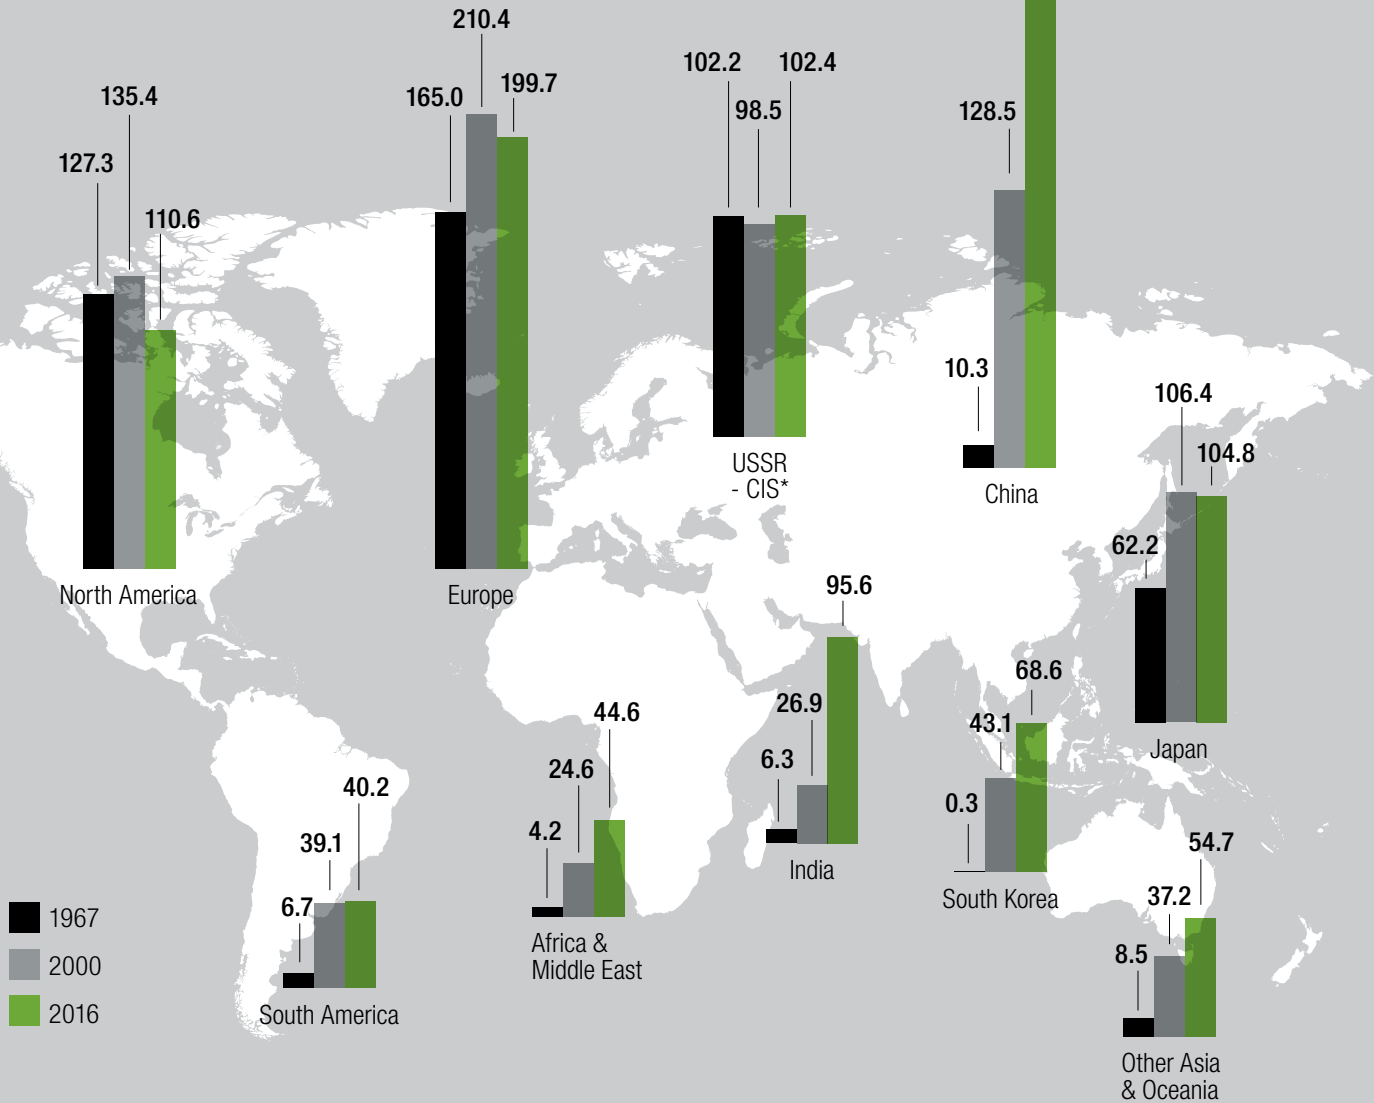 127.3
135.4
110.6
North America
165.0
210.4
199.7
Europe
102.2
98.5
102.4
USSR
- CIS*
10.3
128.5
China
62.2
106.4
104.8
Japan
6.7
39.1
40.2
South America
4.2
24.6
44.6
Africa &
Middle East
6.3
26.9
95.6
India
0.3
43.1
68.6
South Korea
8.5
37.2
54.7
Other Asia
& Oceania
1967
2000
2016